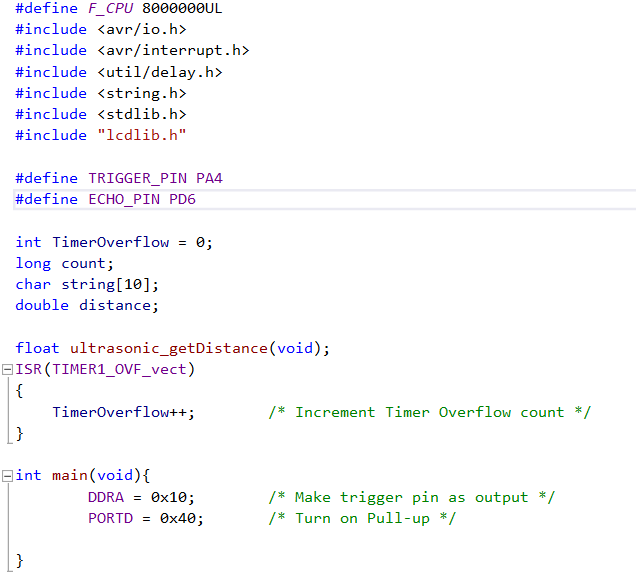 #define F_CPU 8000000UL
#include <avr/io.h>
#include <avr/interrupt.h>
#include <util/delay.h>
#include <string.h>
#include <stdlib.h>
#include "lcdlib.h"

#define TRIGGER_PIN PA4
#define ECHO_PIN PD6

int TimerOverflow = 0;
long count;
char string[10];
double distance;

float ultrasonic_getDistance(void);
ISR(TIMER1_OVF_vect)
{
    TimerOverflow++;        /* Increment Timer Overflow count */
}

int main(void){
        DDRA = 0x10;        /* Make trigger pin as output */
        PORTD = 0x40;       /* Turn on Pull-up */

}